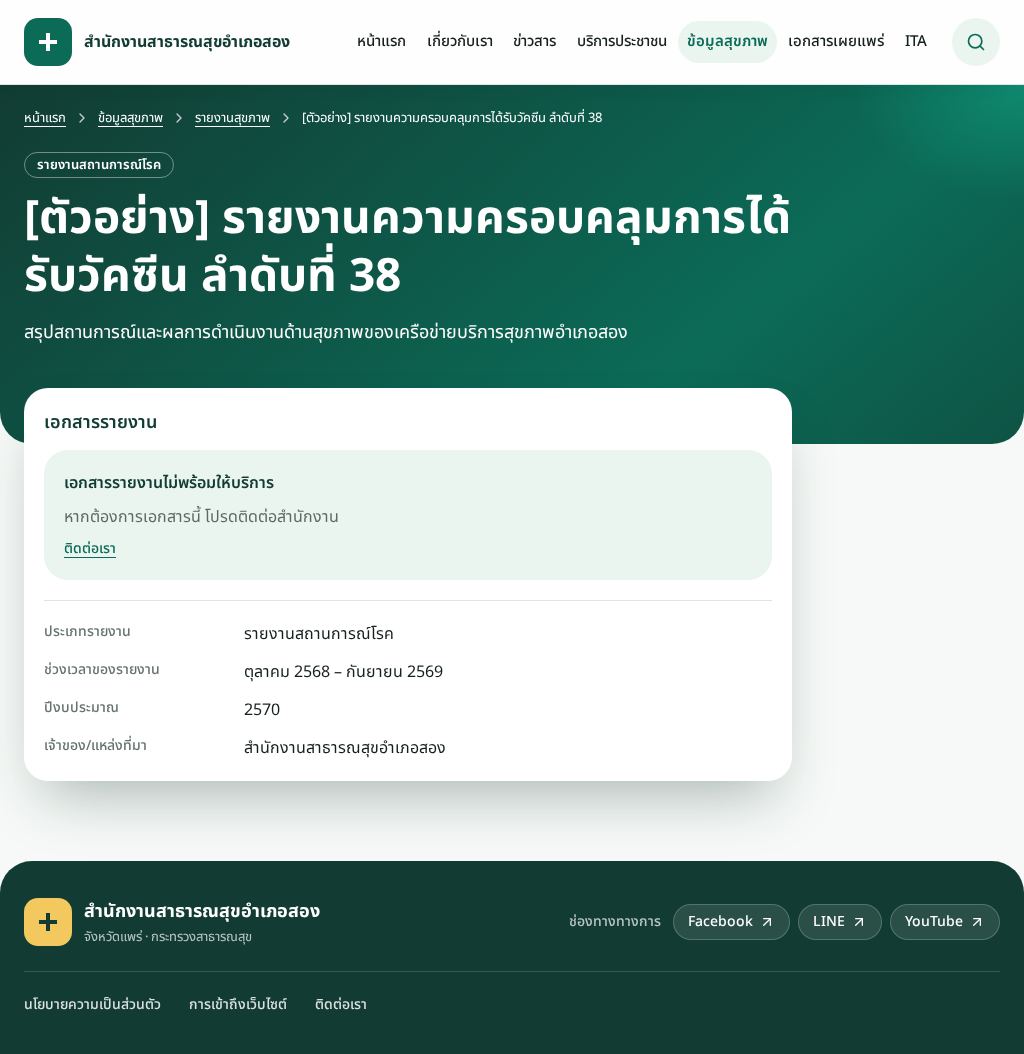 สำนักงานสาธารณสุขอำเภอสอง
หน้าแรก
เกี่ยวกับเรา
ข่าวสาร
บริการประชาชน
ข้อมูลสุขภาพ
เอกสารเผยแพร่
ITA
หน้าแรก
ข้อมูลสุขภาพ
รายงานสุขภาพ
[ตัวอย่าง] รายงานความครอบคลุมการได้รับวัคซีน ลำดับที่ 38
รายงานสถานการณ์โรค
[ตัวอย่าง] รายงานความครอบคลุมการได้
รับวัคซีน ลำดับที่ 38
สรุปสถานการณ์และผลการดำเนินงานด้านสุขภาพของเครือข่ายบริการสุขภาพอำเภอสอง
เอกสารรายงาน
เอกสารรายงานไม่พร้อมให้บริการ
หากต้องการเอกสารนี้ โปรดติดต่อสำนักงาน
ติดต่อเรา
ประเภทรายงาน
รายงานสถานการณ์โรค
ช่วงเวลาของรายงาน
ตุลาคม 2568 – กันยายน 2569
ปีงบประมาณ
2570
เจ้าของ/แหล่งที่มา
สำนักงานสาธารณสุขอำเภอสอง
สำนักงานสาธารณสุขอำเภอสอง
จังหวัดแพร่ · กระทรวงสาธารณสุข
ช่องทางทางการ
Facebook
LINE
YouTube
นโยบายความเป็นส่วนตัว
การเข้าถึงเว็บไซต์
ติดต่อเรา